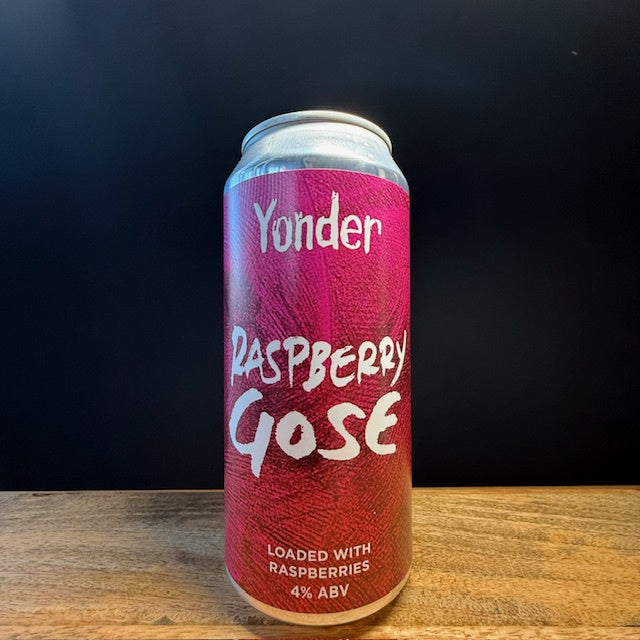 Yonder
RASPBERRY
GOSE
LOADED WITH
RASPBERRIES
4% ABV